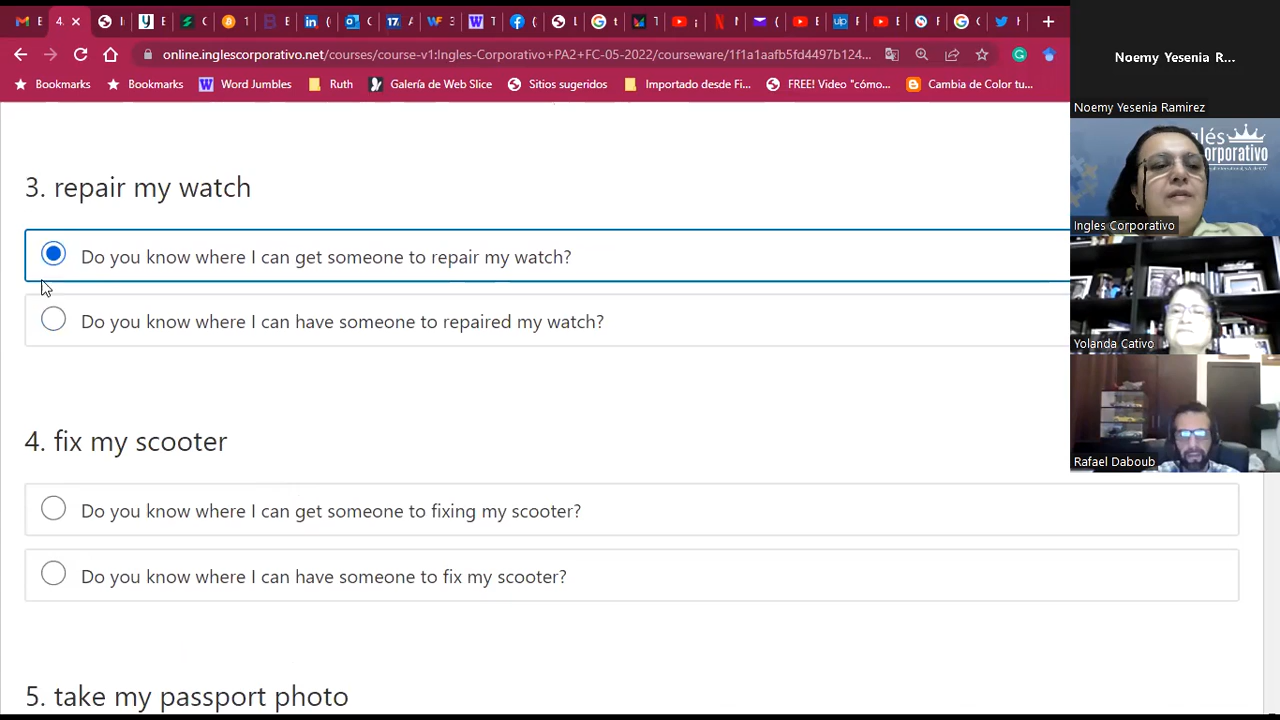 4.
17,
WF
3
T
M
N
up
(
online.inglescorporativo.net/courses/course-v1:Ingles-Corporativo+PA2+FC-05-2022/courseware/1f1a1aafb5fd4497b124...
Bookmarks
Bookmarks
Word Jumbles
Ruth
Galería de Web Slice
Sitios sugeridos
Importado desde Fi...
FREE! Video "cómo...
Cambia de Color tu...
3. repair my watch
Do you know where I can get someone to repair my watch?
Do you know where I can have someone to repaired my watch?
4. fix my scooter
Do you know where I can get someone to fixing my scooter?
Do you know where I can have someone to fix my scooter?
5. take my passport photo
Noemy Yesenia R...
Noemy Yesenia Ramirez
Ingles Corporativo
Yolanda Cativo
Rafael Daboub